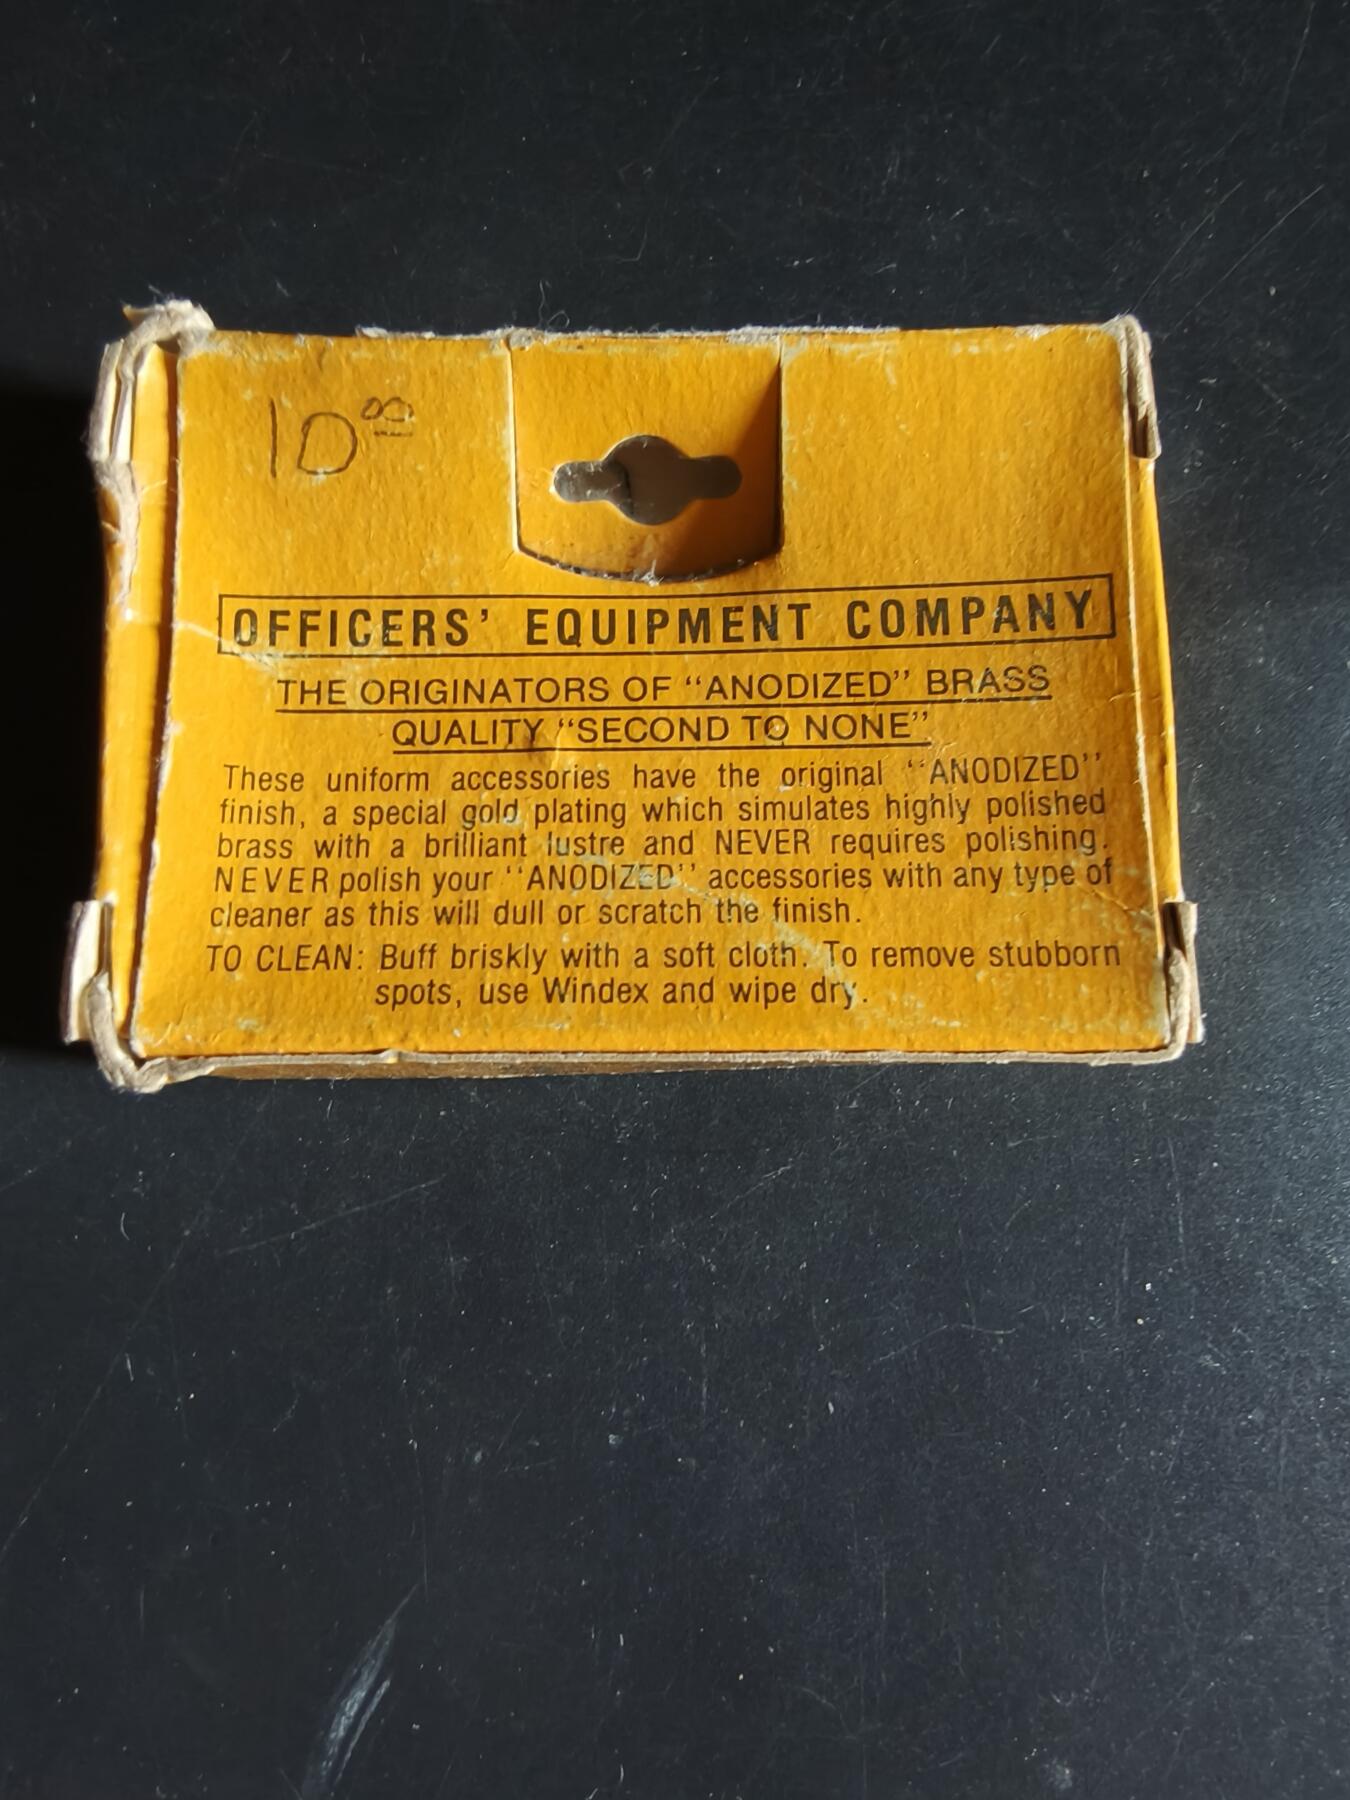 10⁰⁰
OFFICERS' EQUIPMENT COMPANY
THE ORIGINATORS OF "ANODIZED" BRASS
QUALITY "SECOND TO NONE"
These uniform accessories have the original "ANODIZED"
finish, a special gold plating which simulates highly polished
brass with a brilliant lustre and NEVER requires polishing.
NEVER polish your "ANODIZED" accessories with any type of
cleaner as this will dull or scratch the finish.
TO CLEAN: Buff briskly with a soft cloth. To remove stubborn
spots, use Windex and wipe dry.